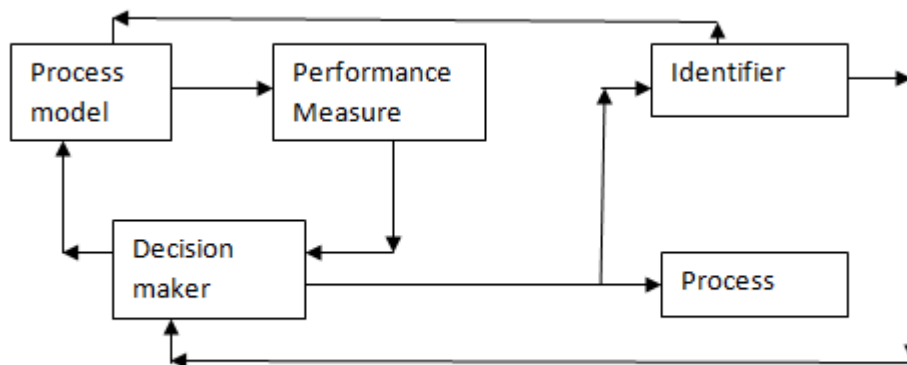 Process
model
Performance
Measure
Identifier
Decision
maker
Process